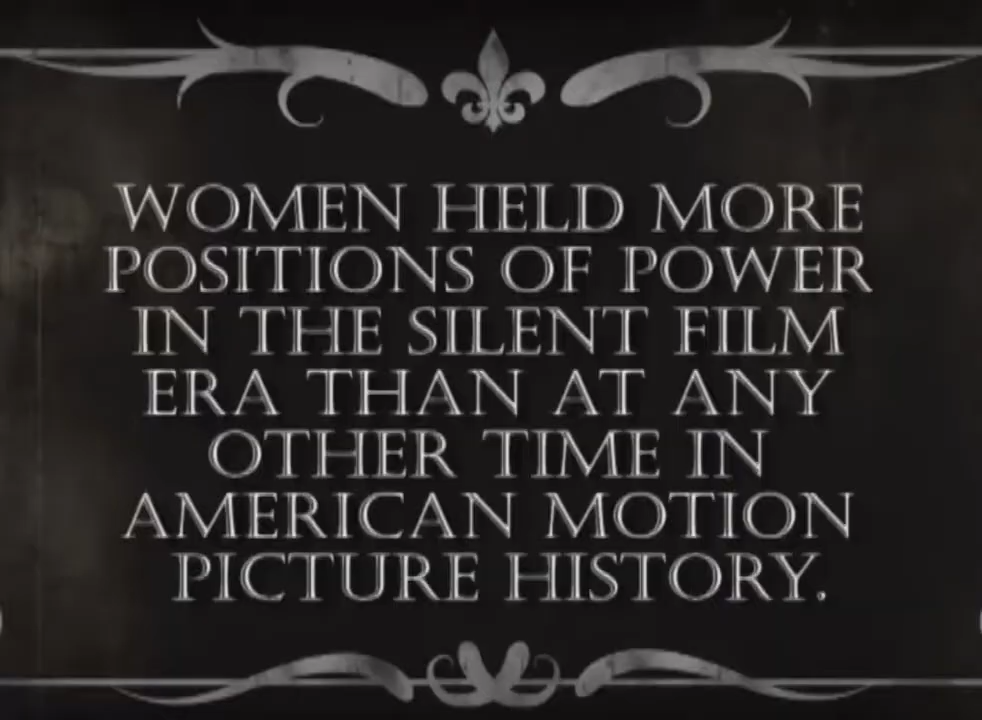 WOMEN HELD MORE
POSITIONS OF POWER
IN THE SILENT FILM
ERA THAN AT ANY
OTHER TIME IN
AMERICAN MOTION
PICTURE HISTORY.